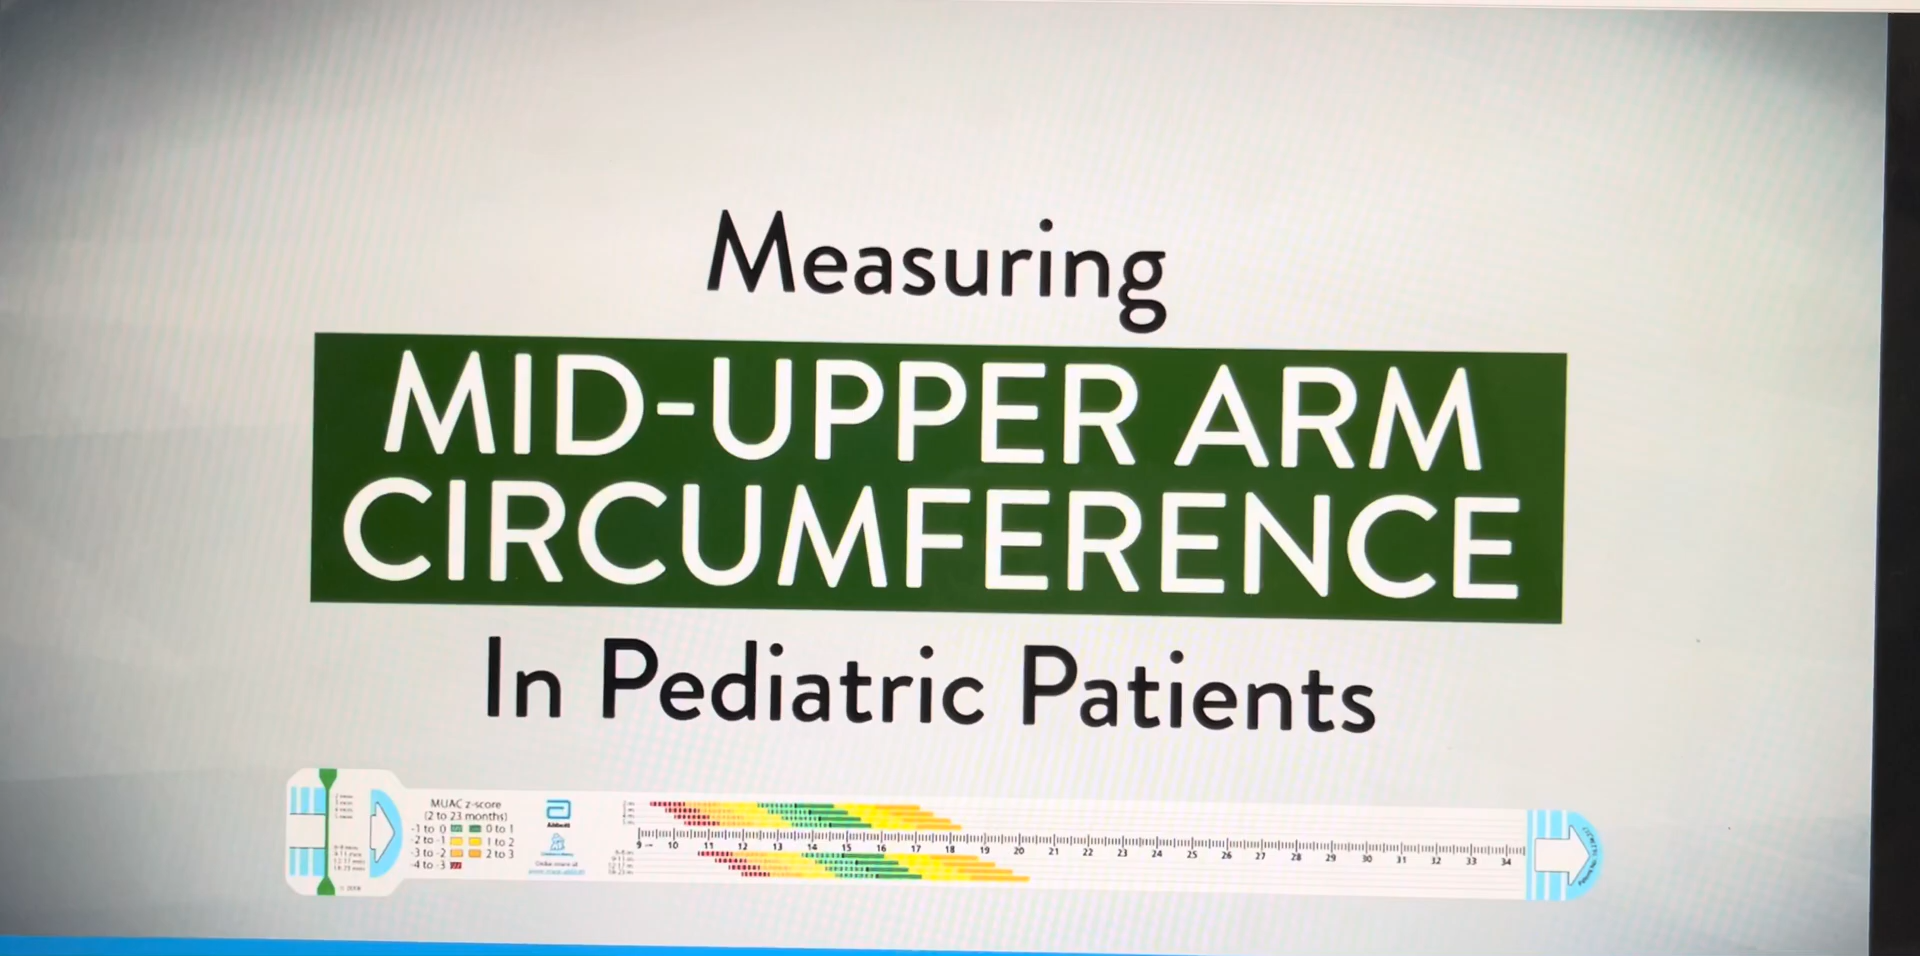 Measuring
MID-UPPER ARM
CIRCUMFERENCE
In Pediatric Patients
MUAC z-score
(2 to 23 months)
-1 to 0 0 to 1
-2 to -1 1 to 2
-3 to -2 2 to 3
-4 to -3
Abbott
9 10 11 12 13 14 15 16 17 18 19 20 21 22 23 24 25 26 27 28 29 30 31 32 33 34